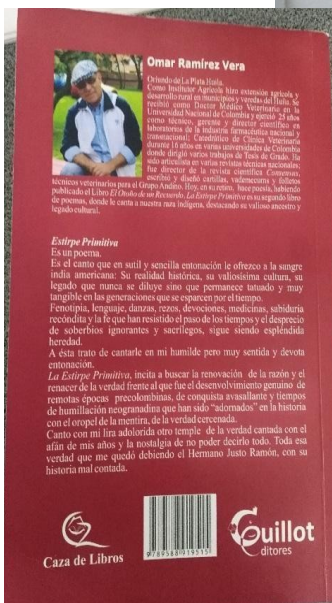 Omar Ramírez Vera
Oriundo de La Plata Huila.
Como Institutor Agrícola hizo extensión agrícola y
desarrollo rural en municipios y veredas del Huila. Se
recibió como Doctor Médico Veterinario en la
Universidad Nacional de Colombia y ejerció 25 años
como técnico, gerente y director científico en
laboratorios de la industria farmacéutica nacional y
trasnacional; Catedrático de Clínica Veterinaria
durante 16 años en varias universidades de Colombia
donde dirigió varios trabajos de Tesis de Grado. Ha
sido articulista en varias revistas técnicas nacionales;
fue director de la revista científica Comenvas,
escribió y diseñó cartillas, vademecums y folletos
técnicos veterinarios para el Grupo Andino. Hoy, en su retiro, hace poesía, habiendo
publicado el Libro El Otoño de un Recuerdo. La Estirpe Primitiva es su segundo libro
de poemas, donde le canta a nuestra raza indígena, destacando su valioso ancestro y
legado cultural.
Estirpe Primitiva
Es un poema.
Es el canto que en sutil y sencilla entonación le ofrezco a la sangre
india americana: Su realidad histórica, su valiosísima cultura, su
legado que nunca se diluye sino que permanece tatuado y muy
tangible en las generaciones que se esparcen por el tiempo.
Fenotipia, lenguaje, danzas, rezos, devociones, medicinas, sabiduría
recóndita y la fe que han resistido el paso de los tiempos y el desprecio
de soberbios ignorantes y sacrílegos, sigue siendo espléndida
heredad.
A ésta trato de cantarle en mi humilde pero muy sentida y devota
entonación.
La Estirpe Primitiva, incita a buscar la renovación de la razón y el
renacer de la verdad frente al que fue el desenvolvimiento genuino de
remotas épocas precolombinas, de conquista avasallante y tiempos
de humillación neogranadina que han sido “adornados” en la historia
con el oropel de la mentira, de la verdad cercenada.
Canto con mi lira adolorida otro temple de la verdad cantada con el
afán de mis años y la nostalgia de no poder decirlo todo. Toda esa
verdad que me quedó debiendo el Hermano Justo Ramón, con su
historia mal contada.
Caza de Libros
9789588919515
Guillot
Editores